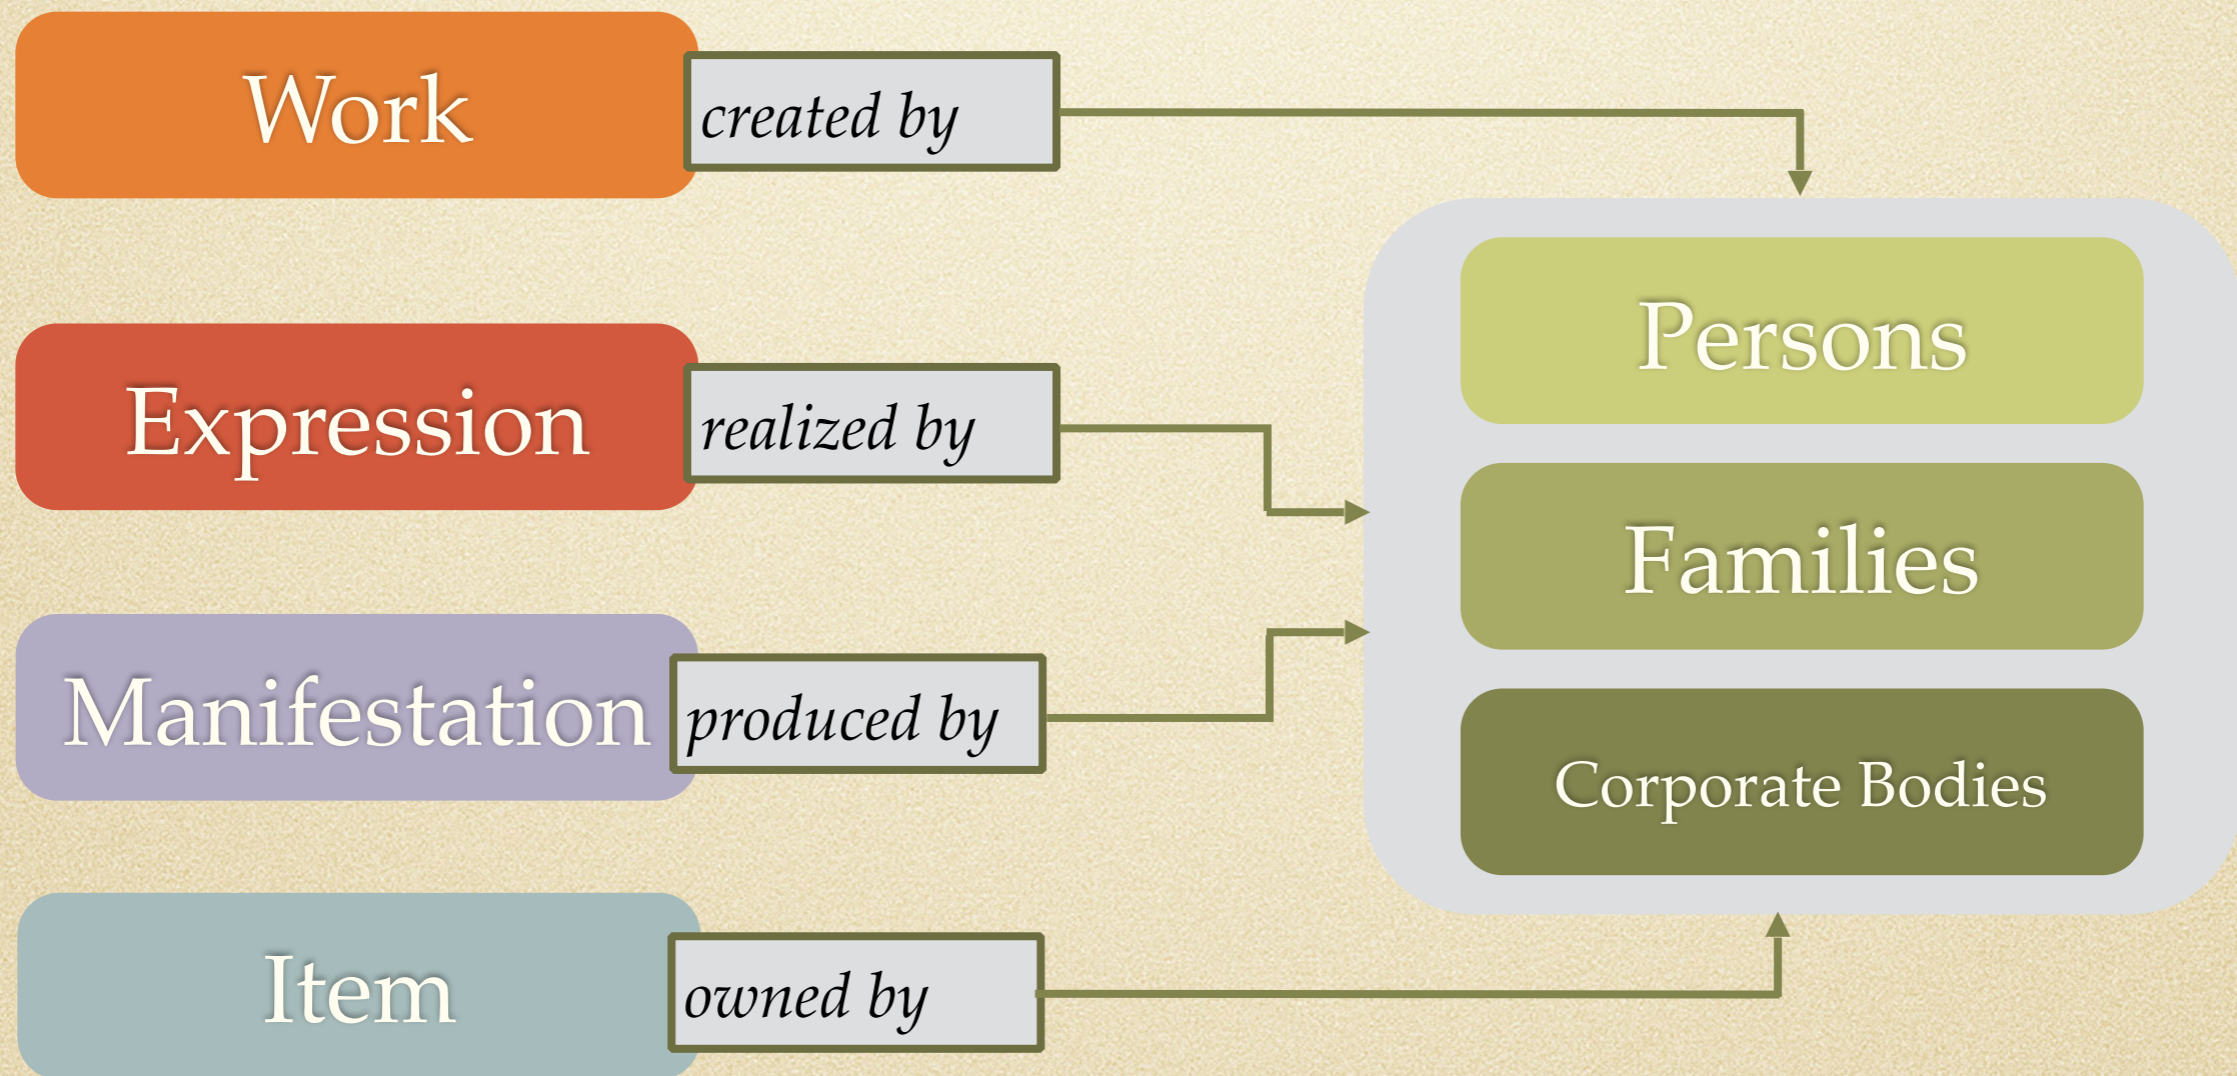 Work
created by
Expression
realized by
Manifestation
produced by
Item
owned by
Persons
Families
Corporate Bodies